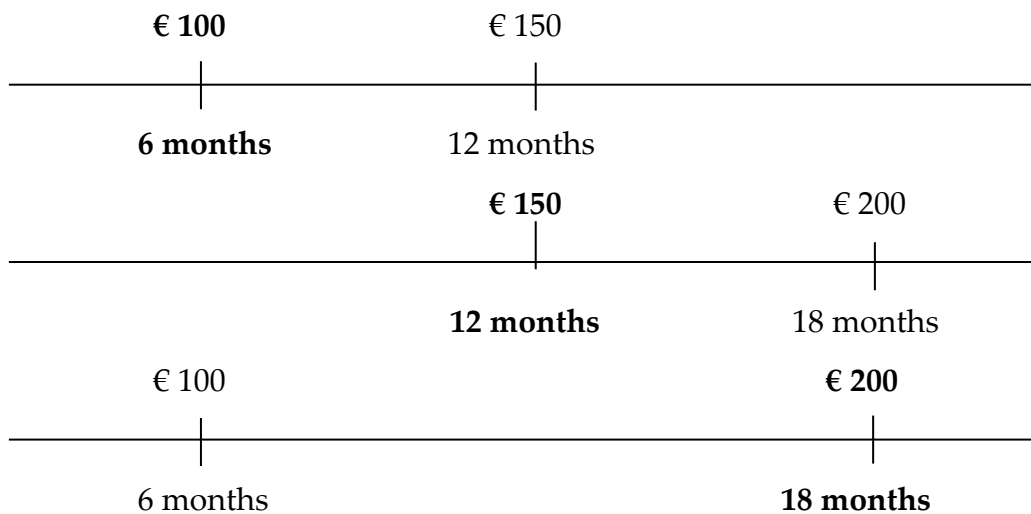 € 100 € 150
6 months 12 months
€ 150 € 200
12 months 18 months
€ 100 € 200
6 months 18 months